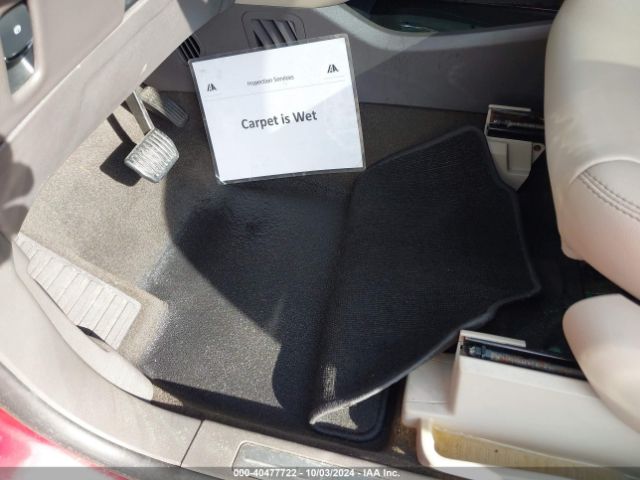 Inspection Services
Carpet is Wet
000-40477722 - 10/03/2024 - IAA Inc.